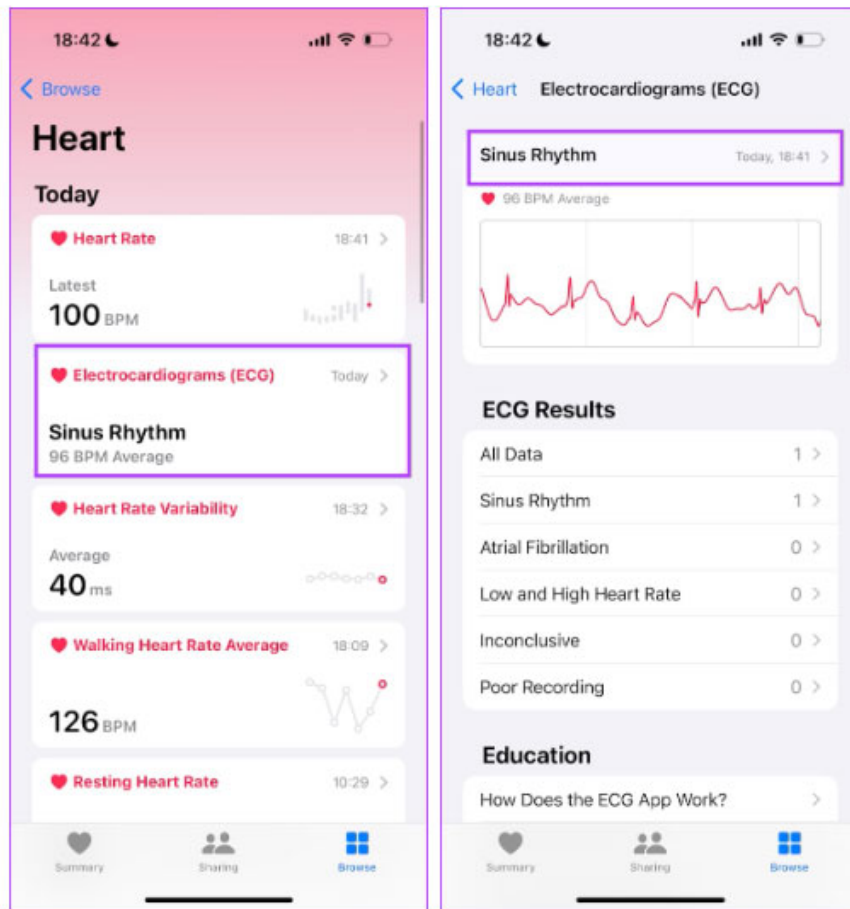 18:42
Browse
Heart
Today
Heart Rate 18:41
Latest
100 BPM
Electrocardiograms (ECG) Today
Sinus Rhythm
96 BPM Average
Heart Rate Variability 18:32
Average
40 ms
Walking Heart Rate Average 18:09
126 BPM
Resting Heart Rate 10:29
Summary Sharing Browse
18:42
Heart Electrocardiograms (ECG)
Sinus Rhythm Today, 18:41
96 BPM Average
ECG Results
All Data 1
Sinus Rhythm 1
Atrial Fibrillation 0
Low and High Heart Rate 0
Inconclusive 0
Poor Recording 0
Education
How Does the ECG App Work?
Summary Sharing Browse